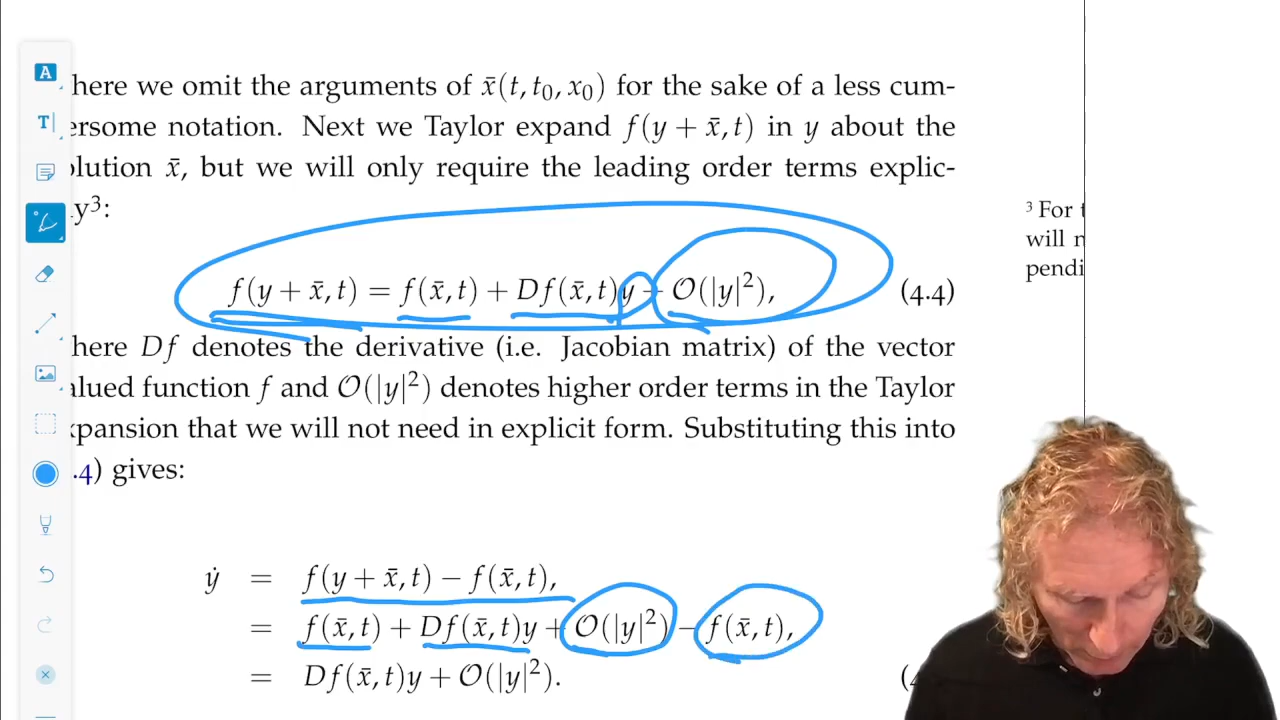 here we omit the arguments of x̄(t, t₀, x₀) for the sake of a less cum-
ersome notation. Next we Taylor expand f(y + x̄, t) in y about the
olution x̄, but we will only require the leading order terms explic-
y³:
f(y + x̄, t) = f(x̄, t) + Df(x̄, t)y + 𝒪(|y|²), (4.4)
here Df denotes the derivative (i.e. Jacobian matrix) of the vector
alued function f and 𝒪(|y|²) denotes higher order terms in the Taylor
xpansion that we will not need in explicit form. Substituting this into
.4) gives:
ẏ = f(y + x̄, t) − f(x̄, t),
= f(x̄, t) + Df(x̄, t)y + 𝒪(|y|²) − f(x̄, t),
= Df(x̄, t)y + 𝒪(|y|²).
³ For t
will n
pendi
A
T